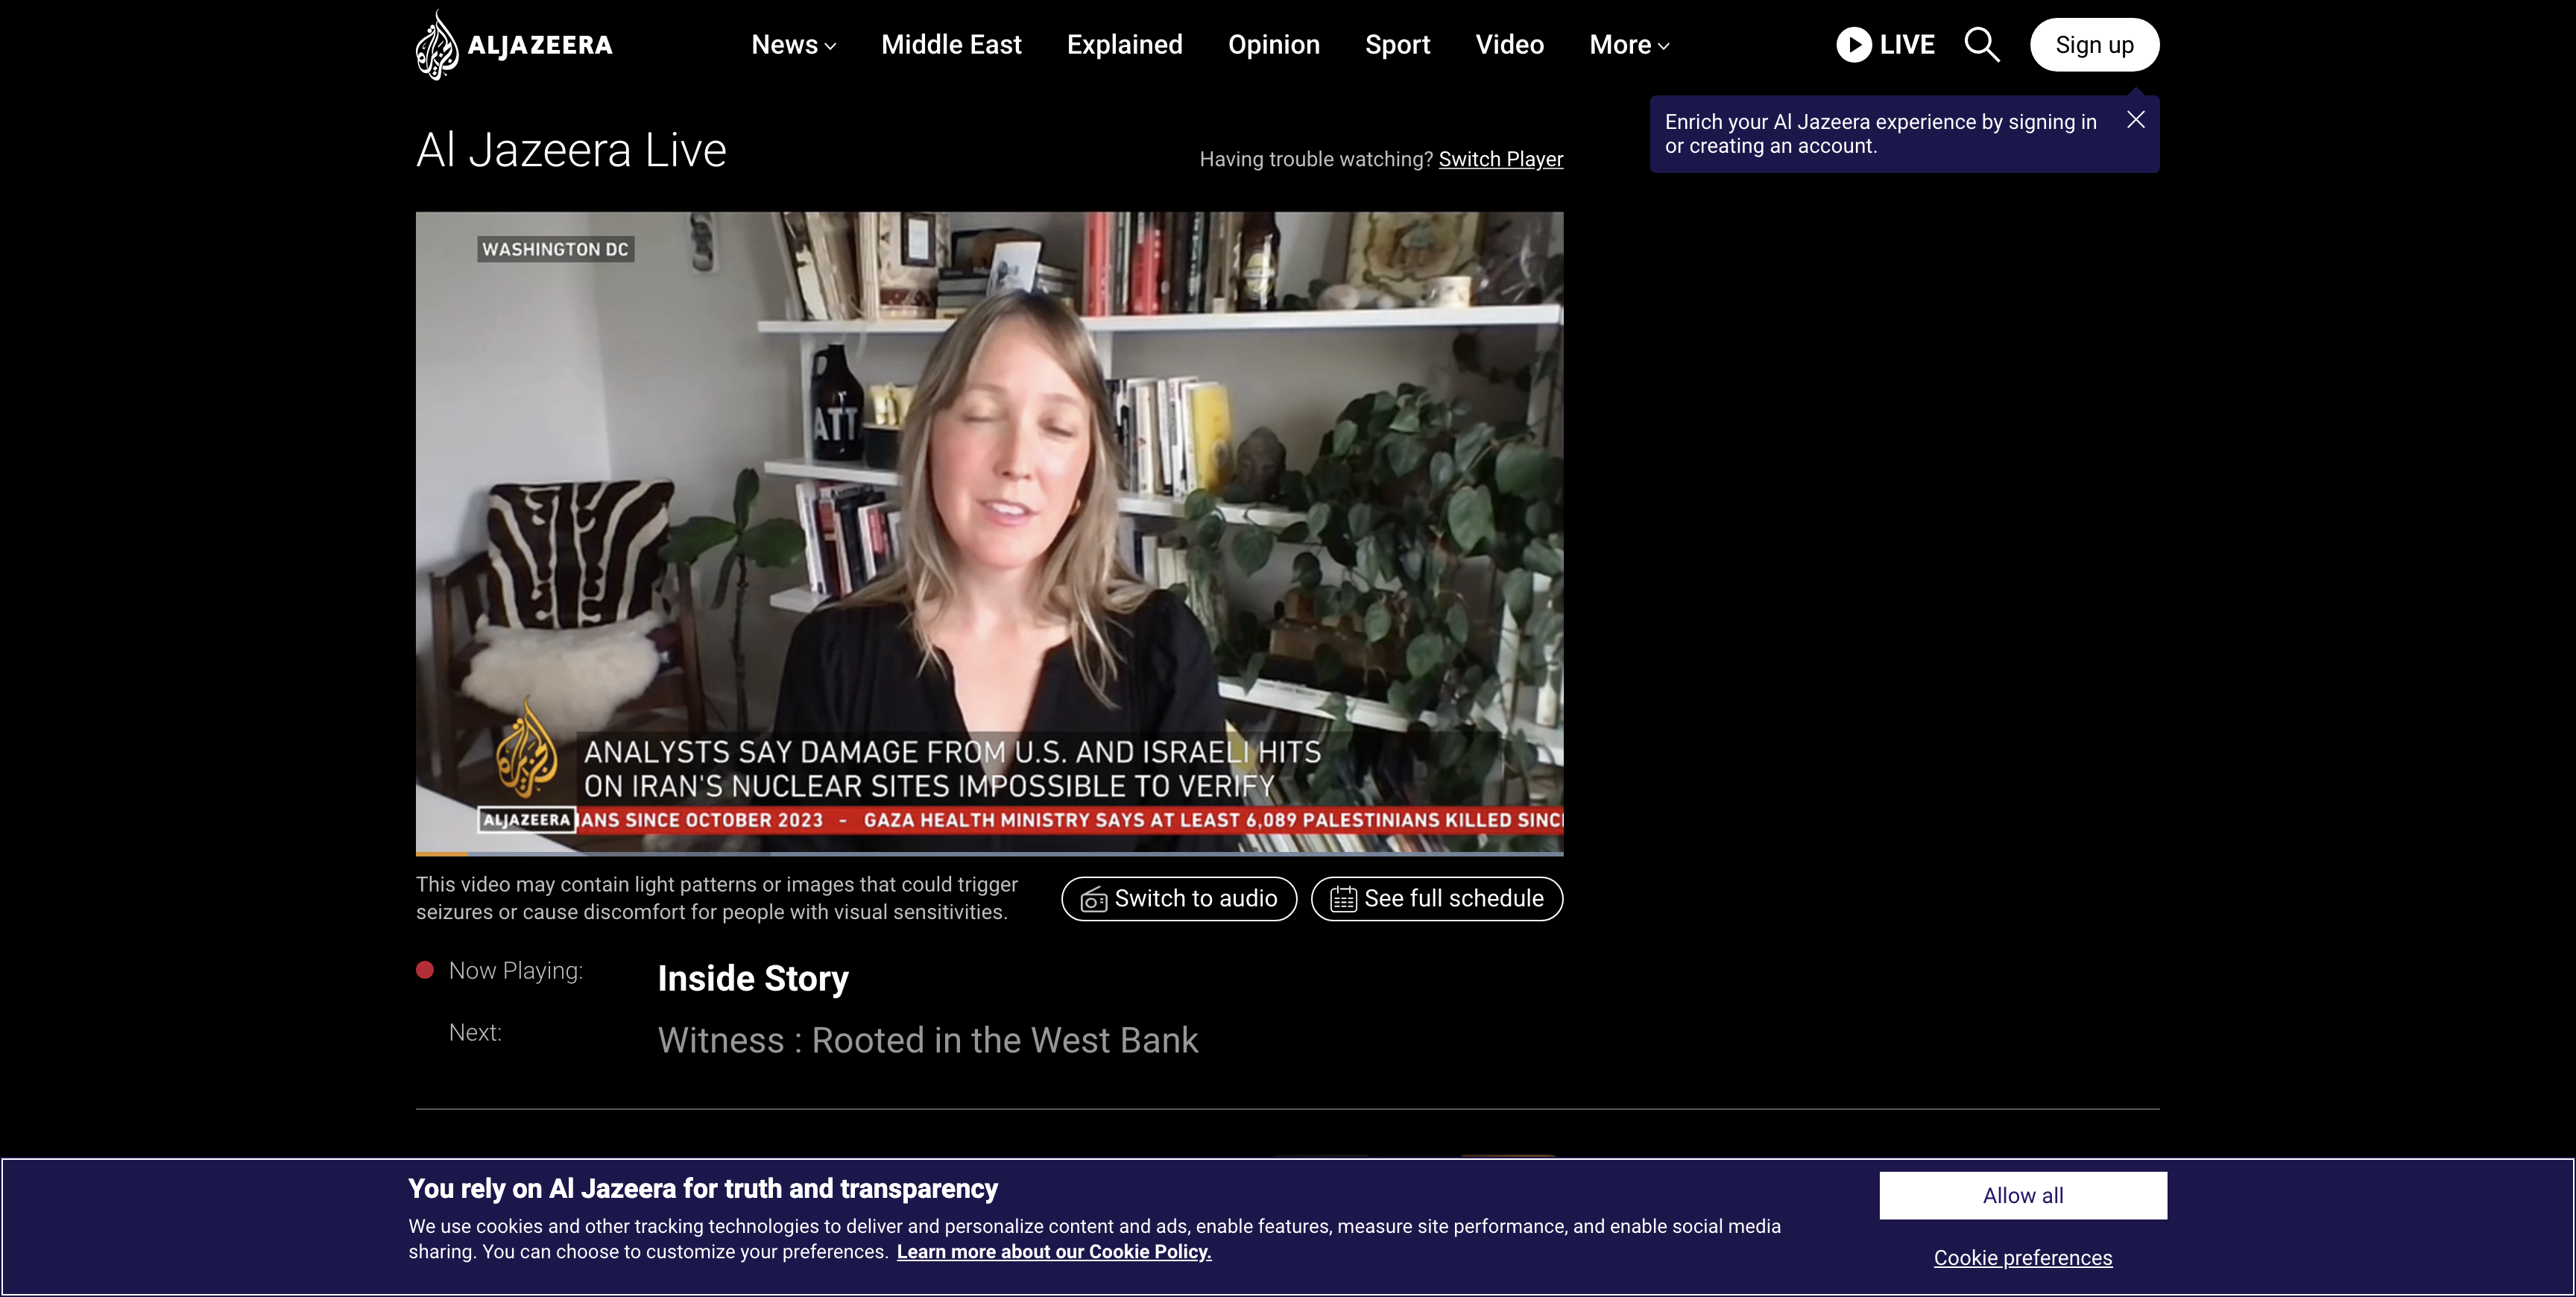 ALJAZEERA
News
Middle East
Explained
Opinion
Sport
Video
More
LIVE
Sign up
Enrich your Al Jazeera experience by signing in
or creating an account.
Al Jazeera Live
Having trouble watching? Switch Player
WASHINGTON DC
ATT
ANALYSTS SAY DAMAGE FROM U.S. AND ISRAELI HITS
ON IRAN'S NUCLEAR SITES IMPOSSIBLE TO VERIFY
ALJAZEERA
IANS SINCE OCTOBER 2023 - GAZA HEALTH MINISTRY SAYS AT LEAST 6,089 PALESTINIANS KILLED SINC
This video may contain light patterns or images that could trigger
seizures or cause discomfort for people with visual sensitivities.
Switch to audio
See full schedule
Now Playing:
Inside Story
Next:
Witness : Rooted in the West Bank
You rely on Al Jazeera for truth and transparency
We use cookies and other tracking technologies to deliver and personalize content and ads, enable features, measure site performance, and enable social media
sharing. You can choose to customize your preferences. Learn more about our Cookie Policy.
Allow all
Cookie preferences